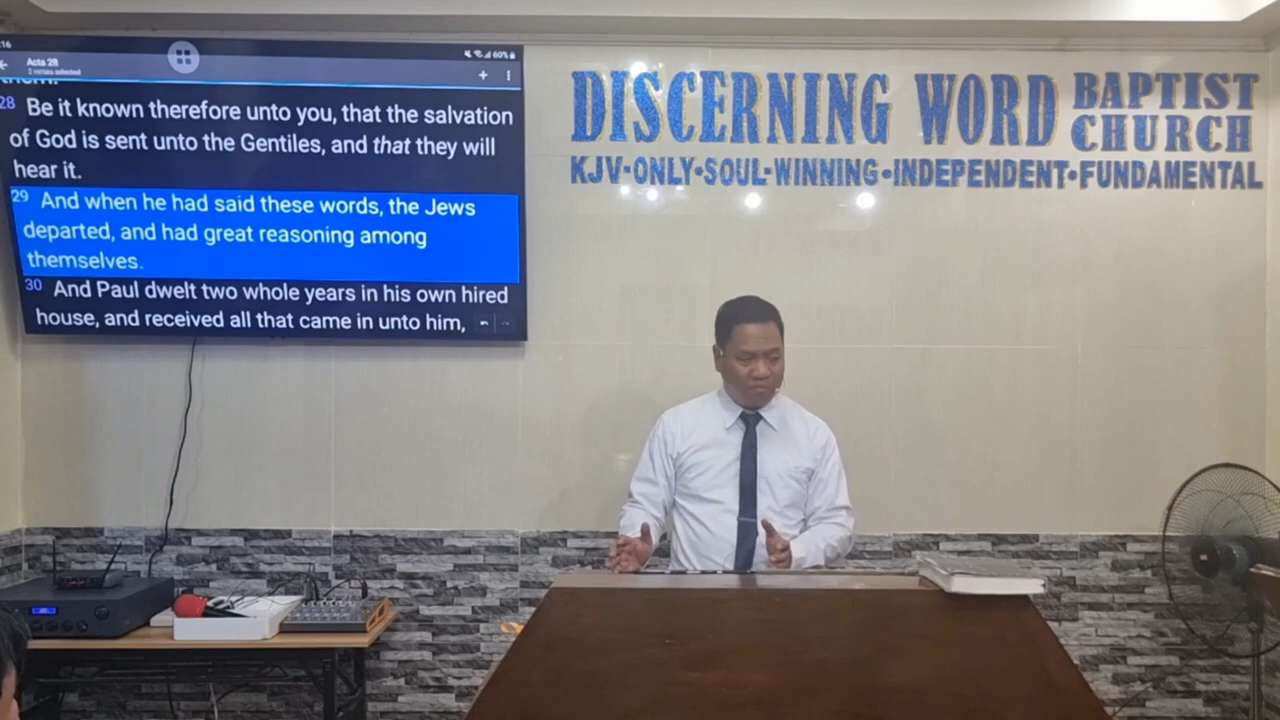 :16
60%
Acts 28
2 verses selected
them.
28 Be it known therefore unto you, that the salvation
of God is sent unto the Gentiles, and that they will
hear it.
29 And when he had said these words, the Jews
departed, and had great reasoning among
themselves.
30 And Paul dwelt two whole years in his own hired
house, and received all that came in unto him,
DISCERNING WORD BAPTIST
CHURCH
KJV-ONLY•SOUL-WINNING•INDEPENDENT•FUNDAMENTAL